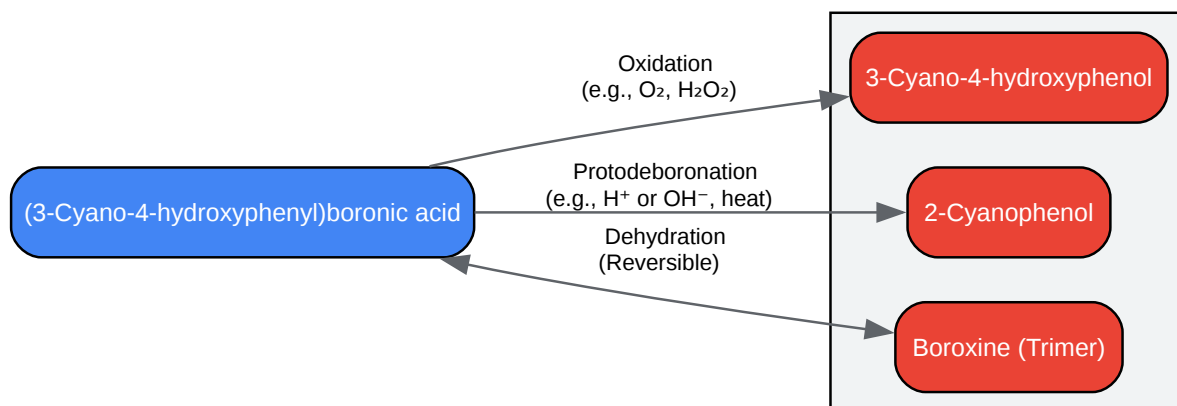 Oxidation
(e.g., O₂, H₂O₂)
3-Cyano-4-hydroxyphenol
(3-Cyano-4-hydroxyphenyl)boronic acid
Protodeboronation
(e.g., H⁺ or OH⁻, heat)
2-Cyanophenol
Dehydration
(Reversible)
Boroxine (Trimer)